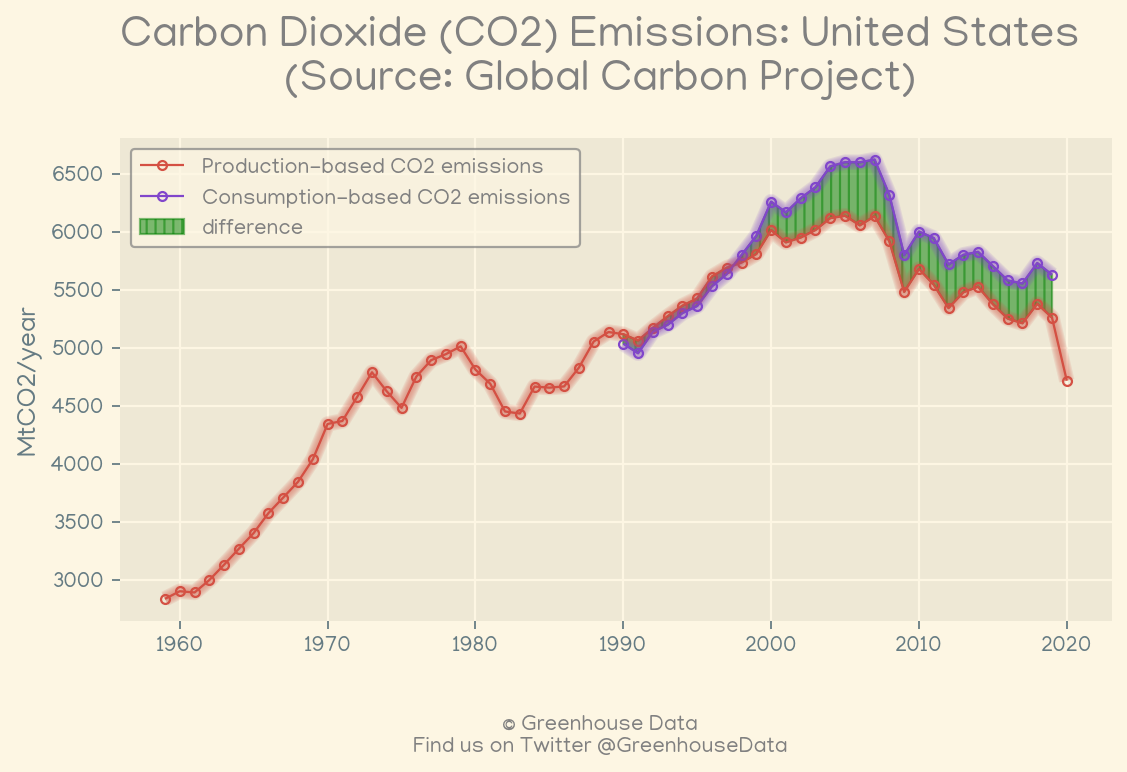 Carbon Dioxide (CO2) Emissions: United States
(Source: Global Carbon Project)
Production-based CO2 emissions
Consumption-based CO2 emissions
difference
MtCO2/year
6500
6000
5500
5000
4500
4000
3500
3000
1960 1970 1980 1990 2000 2010 2020
© Greenhouse Data
Find us on Twitter @GreenhouseData